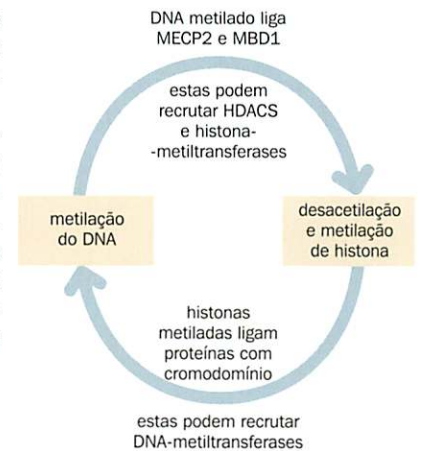 DNA metilado liga
MECP2 e MBD1
estas podem
recrutar HDACS
e histona-
-metiltransferases
metilação
do DNA
desacetilação
e metilação
de histona
histonas
metiladas ligam
proteínas com
cromodomínio
estas podem recrutar
DNA-metiltransferases